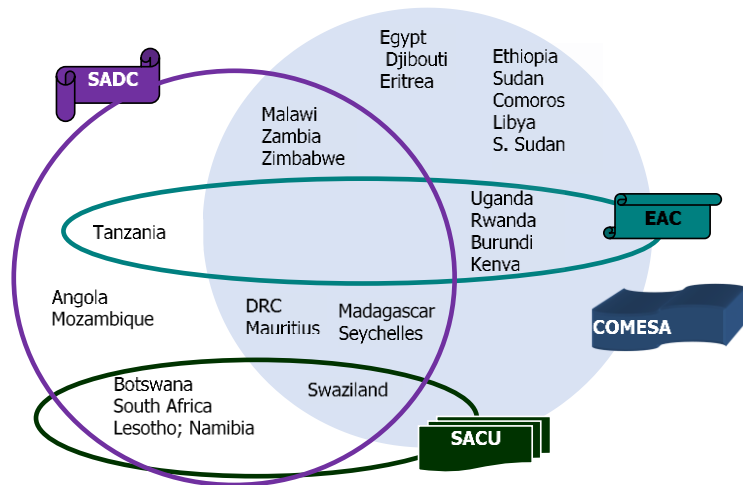 Egypt
Djibouti
Eritrea
Ethiopia
Sudan
Comoros
Libya
S. Sudan
SADC
Malawi
Zambia
Zimbabwe
Tanzania
Uganda
Rwanda
Burundi
Kenva
EAC
Angola
Mozambique
DRC
Mauritius
Madagascar
Seychelles
COMESA
Botswana
South Africa
Lesotho; Namibia
Swaziland
SACU